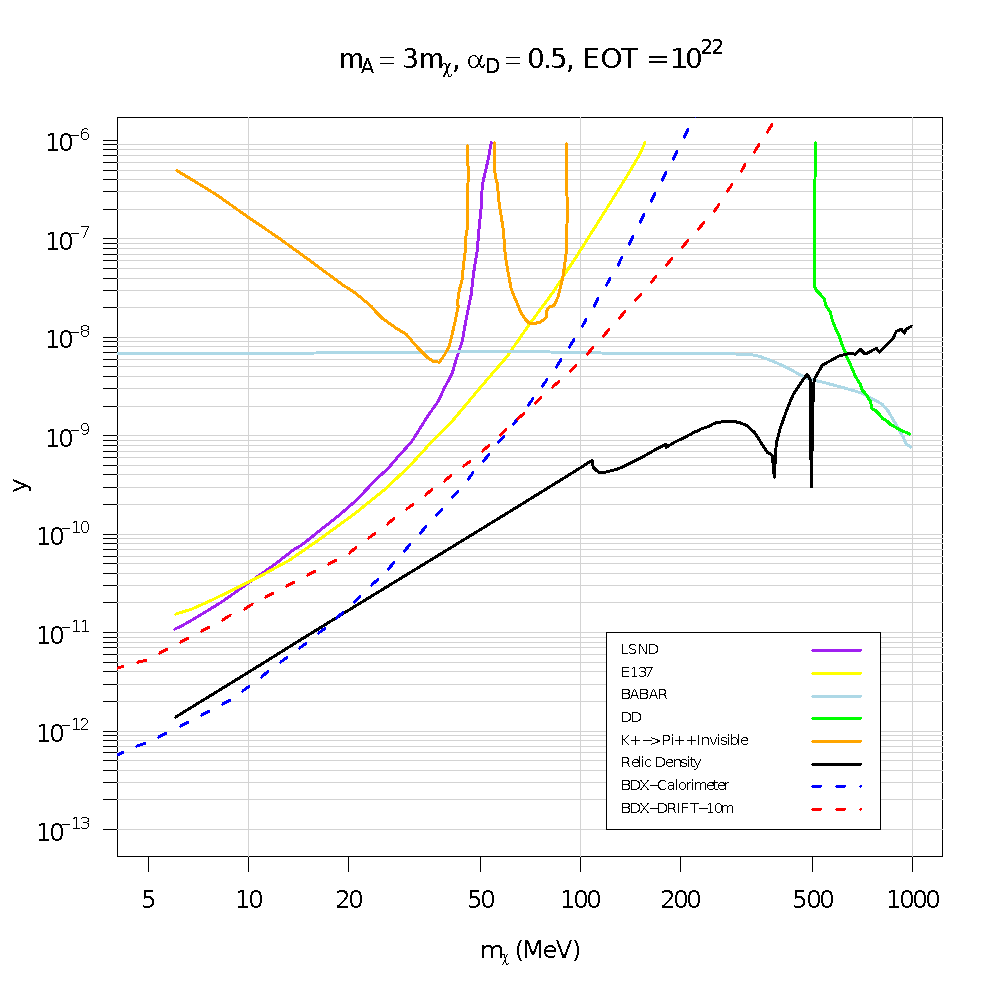 m_A = 3m_χ, α_D = 0.5, EOT = 10^22
10^−6
10^−7
10^−8
10^−9
10^−10
10^−11
10^−12
10^−13
y
LSND
E137
BABAR
DD
K+−>Pi++Invisible
Relic Density
BDX−Calorimeter
BDX−DRIFT−10m
5 10 20 50 100 200 500 1000
m_χ (MeV)